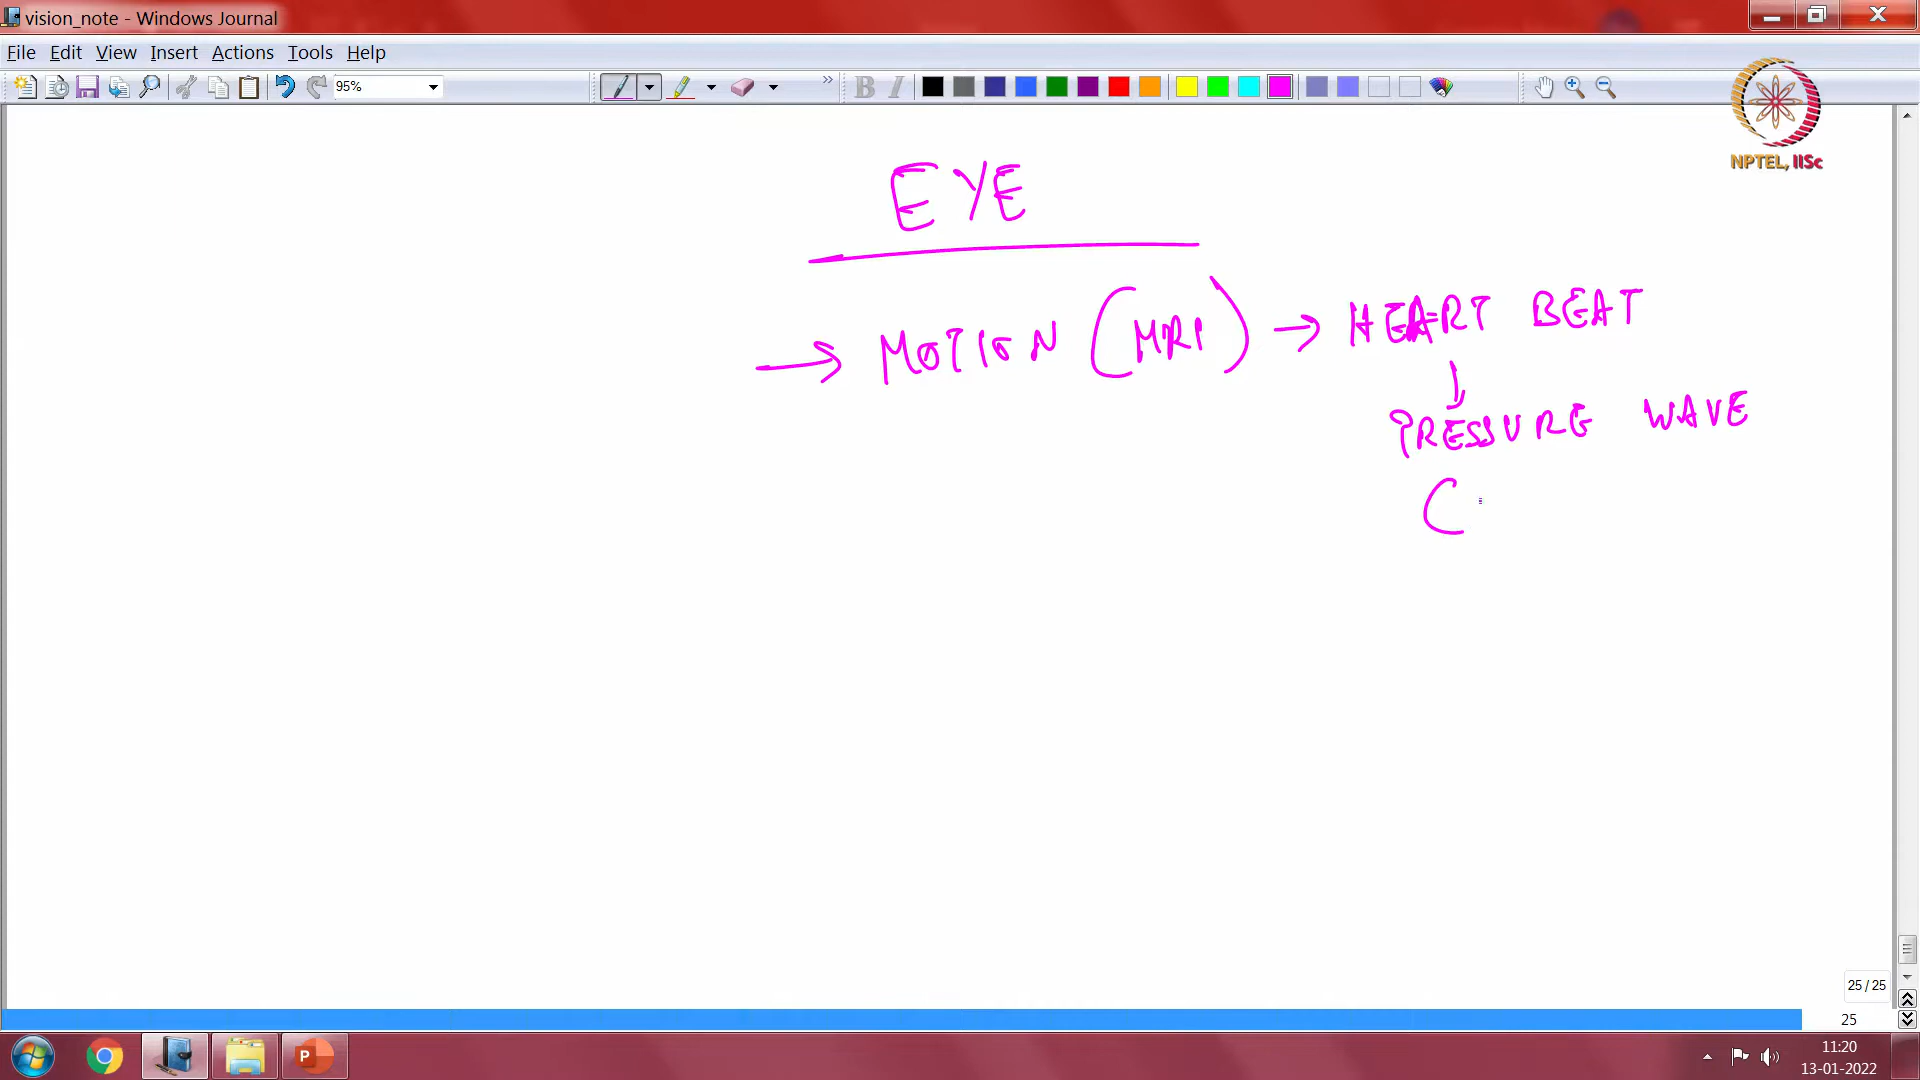 vision_note - Windows Journal
File Edit View Insert Actions Tools Help
95%
B I
NPTEL, IISc
EYE
→ MOTION (MRI) → HEART BEAT
↓
PRESSURE WAVE
(
25 / 25
25
P
11:20
13-01-2022